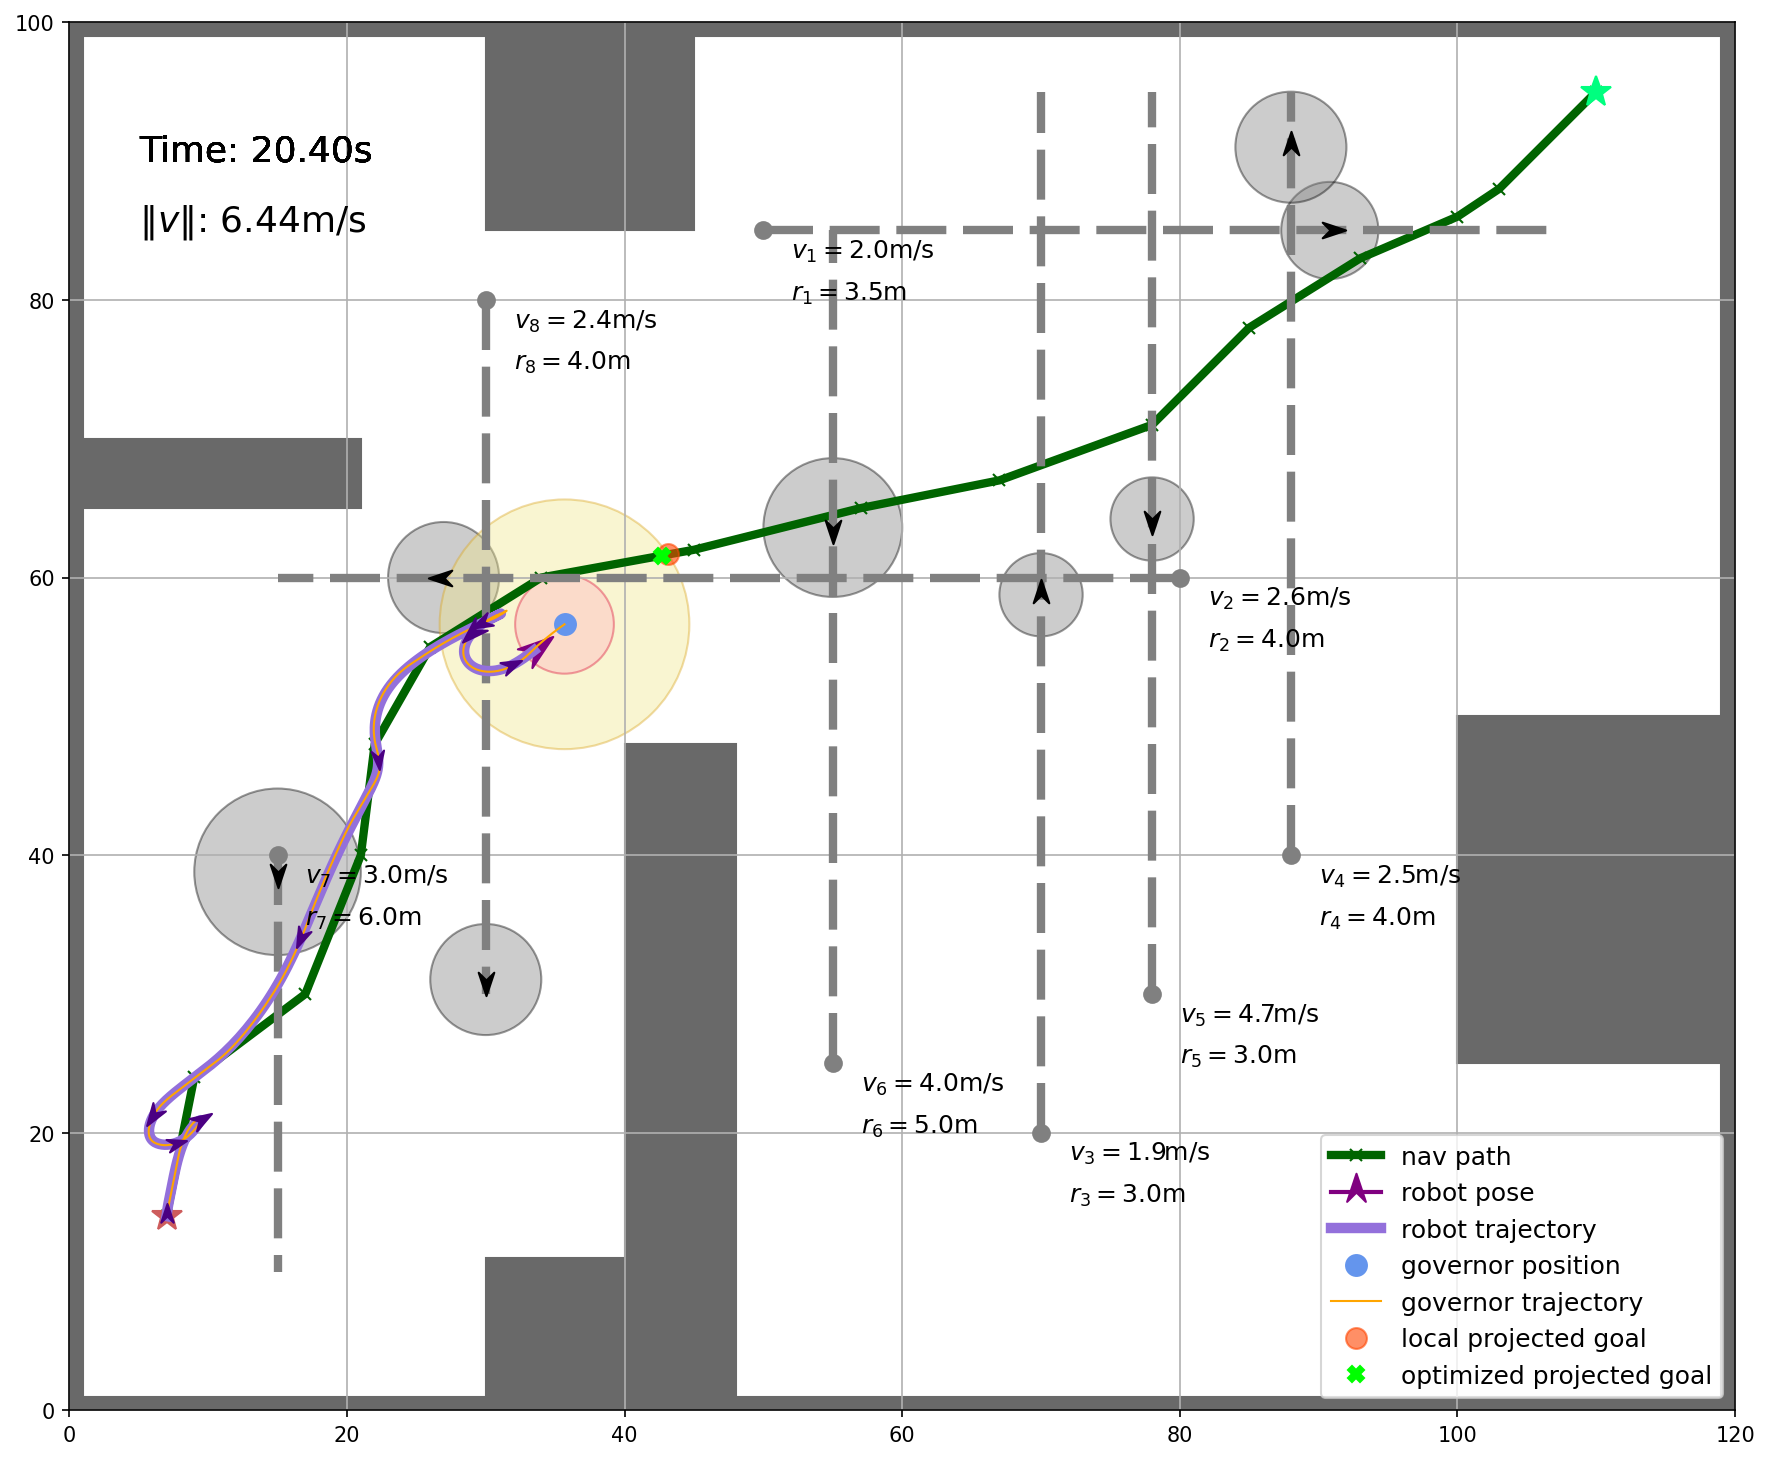 Time: 20.40s
‖v‖: 6.44m/s
v₁ = 2.0m/s
r₁ = 3.5m
v₈ = 2.4m/s
r₈ = 4.0m
v₂ = 2.6m/s
r₂ = 4.0m
v₇ = 3.0m/s
r₇ = 6.0m
v₄ = 2.5m/s
r₄ = 4.0m
v₅ = 4.7m/s
r₅ = 3.0m
v₆ = 4.0m/s
r₆ = 5.0m
v₃ = 1.9m/s
r₃ = 3.0m
nav path
robot pose
robot trajectory
governor position
governor trajectory
local projected goal
optimized projected goal
100
80
60
40
20
0
0 20 40 60 80 100 120